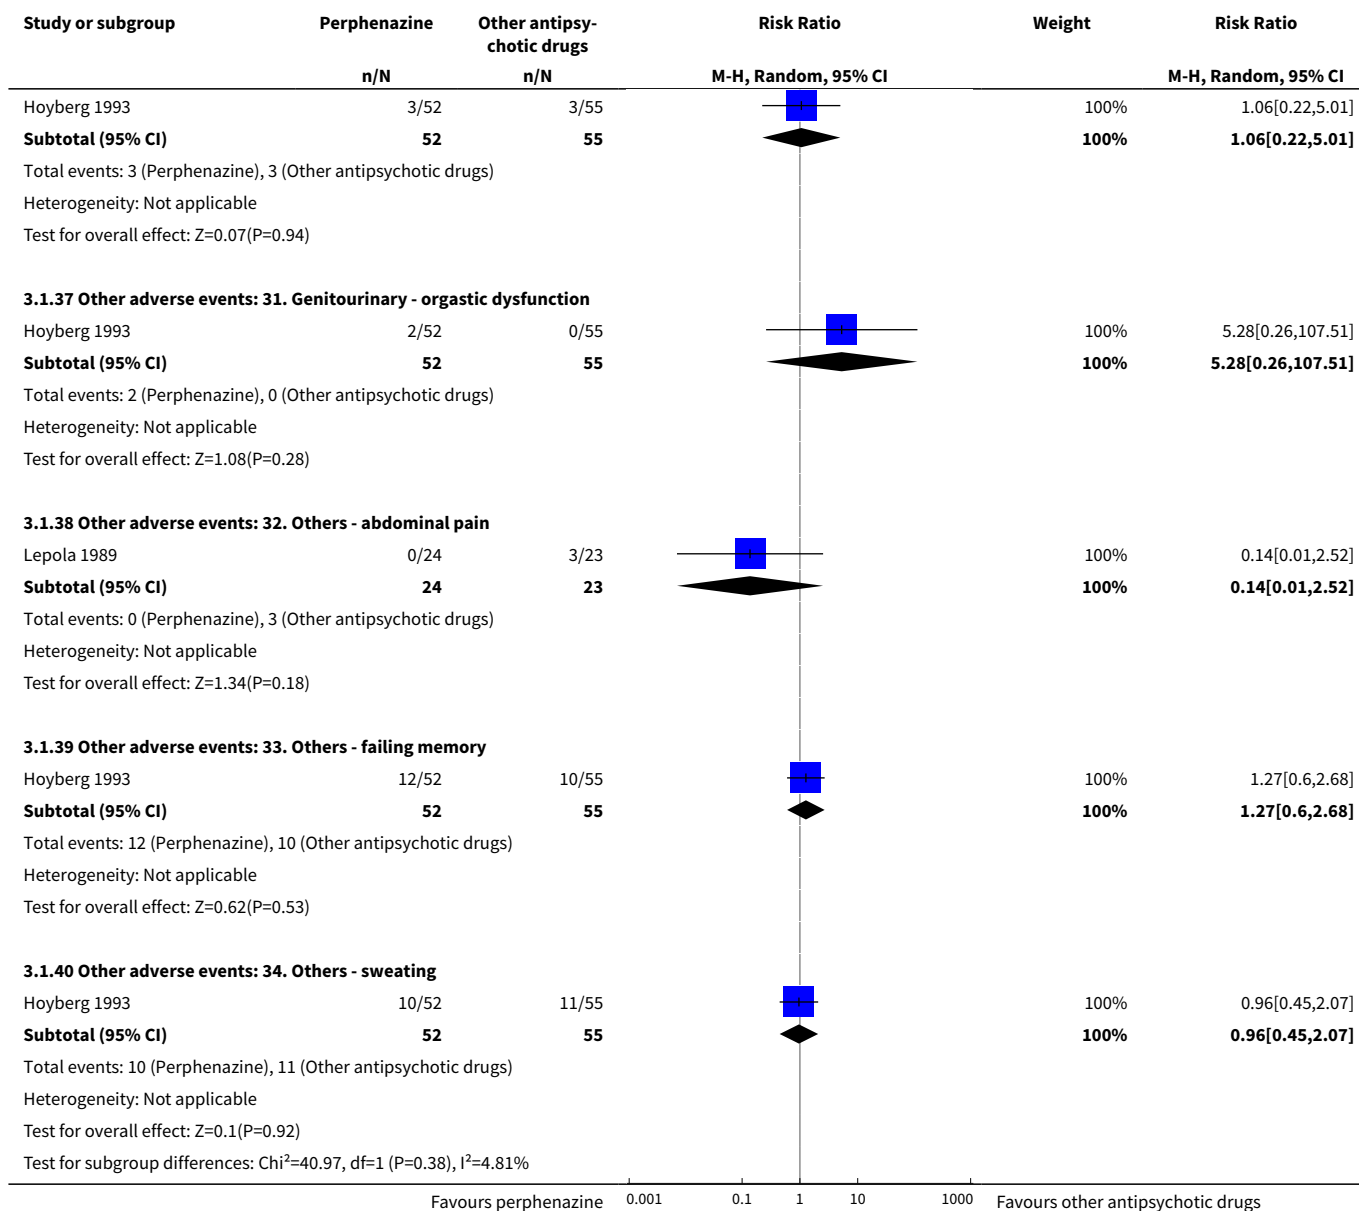 Study or subgroup Perphenazine Other antipsy- Risk Ratio Weight Risk Ratio
chotic drugs
n/N n/N M-H, Random, 95% CI M-H, Random, 95% CI
Hoyberg 1993 3/52 3/55 100% 1.06[0.22,5.01]
Subtotal (95% CI) 52 55 100% 1.06[0.22,5.01]
Total events: 3 (Perphenazine), 3 (Other antipsychotic drugs)
Heterogeneity: Not applicable
Test for overall effect: Z=0.07(P=0.94)
3.1.37 Other adverse events: 31. Genitourinary - orgastic dysfunction
Hoyberg 1993 2/52 0/55 100% 5.28[0.26,107.51]
Subtotal (95% CI) 52 55 100% 5.28[0.26,107.51]
Total events: 2 (Perphenazine), 0 (Other antipsychotic drugs)
Heterogeneity: Not applicable
Test for overall effect: Z=1.08(P=0.28)
3.1.38 Other adverse events: 32. Others - abdominal pain
Lepola 1989 0/24 3/23 100% 0.14[0.01,2.52]
Subtotal (95% CI) 24 23 100% 0.14[0.01,2.52]
Total events: 0 (Perphenazine), 3 (Other antipsychotic drugs)
Heterogeneity: Not applicable
Test for overall effect: Z=1.34(P=0.18)
3.1.39 Other adverse events: 33. Others - failing memory
Hoyberg 1993 12/52 10/55 100% 1.27[0.6,2.68]
Subtotal (95% CI) 52 55 100% 1.27[0.6,2.68]
Total events: 12 (Perphenazine), 10 (Other antipsychotic drugs)
Heterogeneity: Not applicable
Test for overall effect: Z=0.62(P=0.53)
3.1.40 Other adverse events: 34. Others - sweating
Hoyberg 1993 10/52 11/55 100% 0.96[0.45,2.07]
Subtotal (95% CI) 52 55 100% 0.96[0.45,2.07]
Total events: 10 (Perphenazine), 11 (Other antipsychotic drugs)
Heterogeneity: Not applicable
Test for overall effect: Z=0.1(P=0.92)
Test for subgroup differences: Chi²=40.97, df=1 (P=0.38), I²=4.81%
Favours perphenazine 0.001 0.1 1 10 1000 Favours other antipsychotic drugs